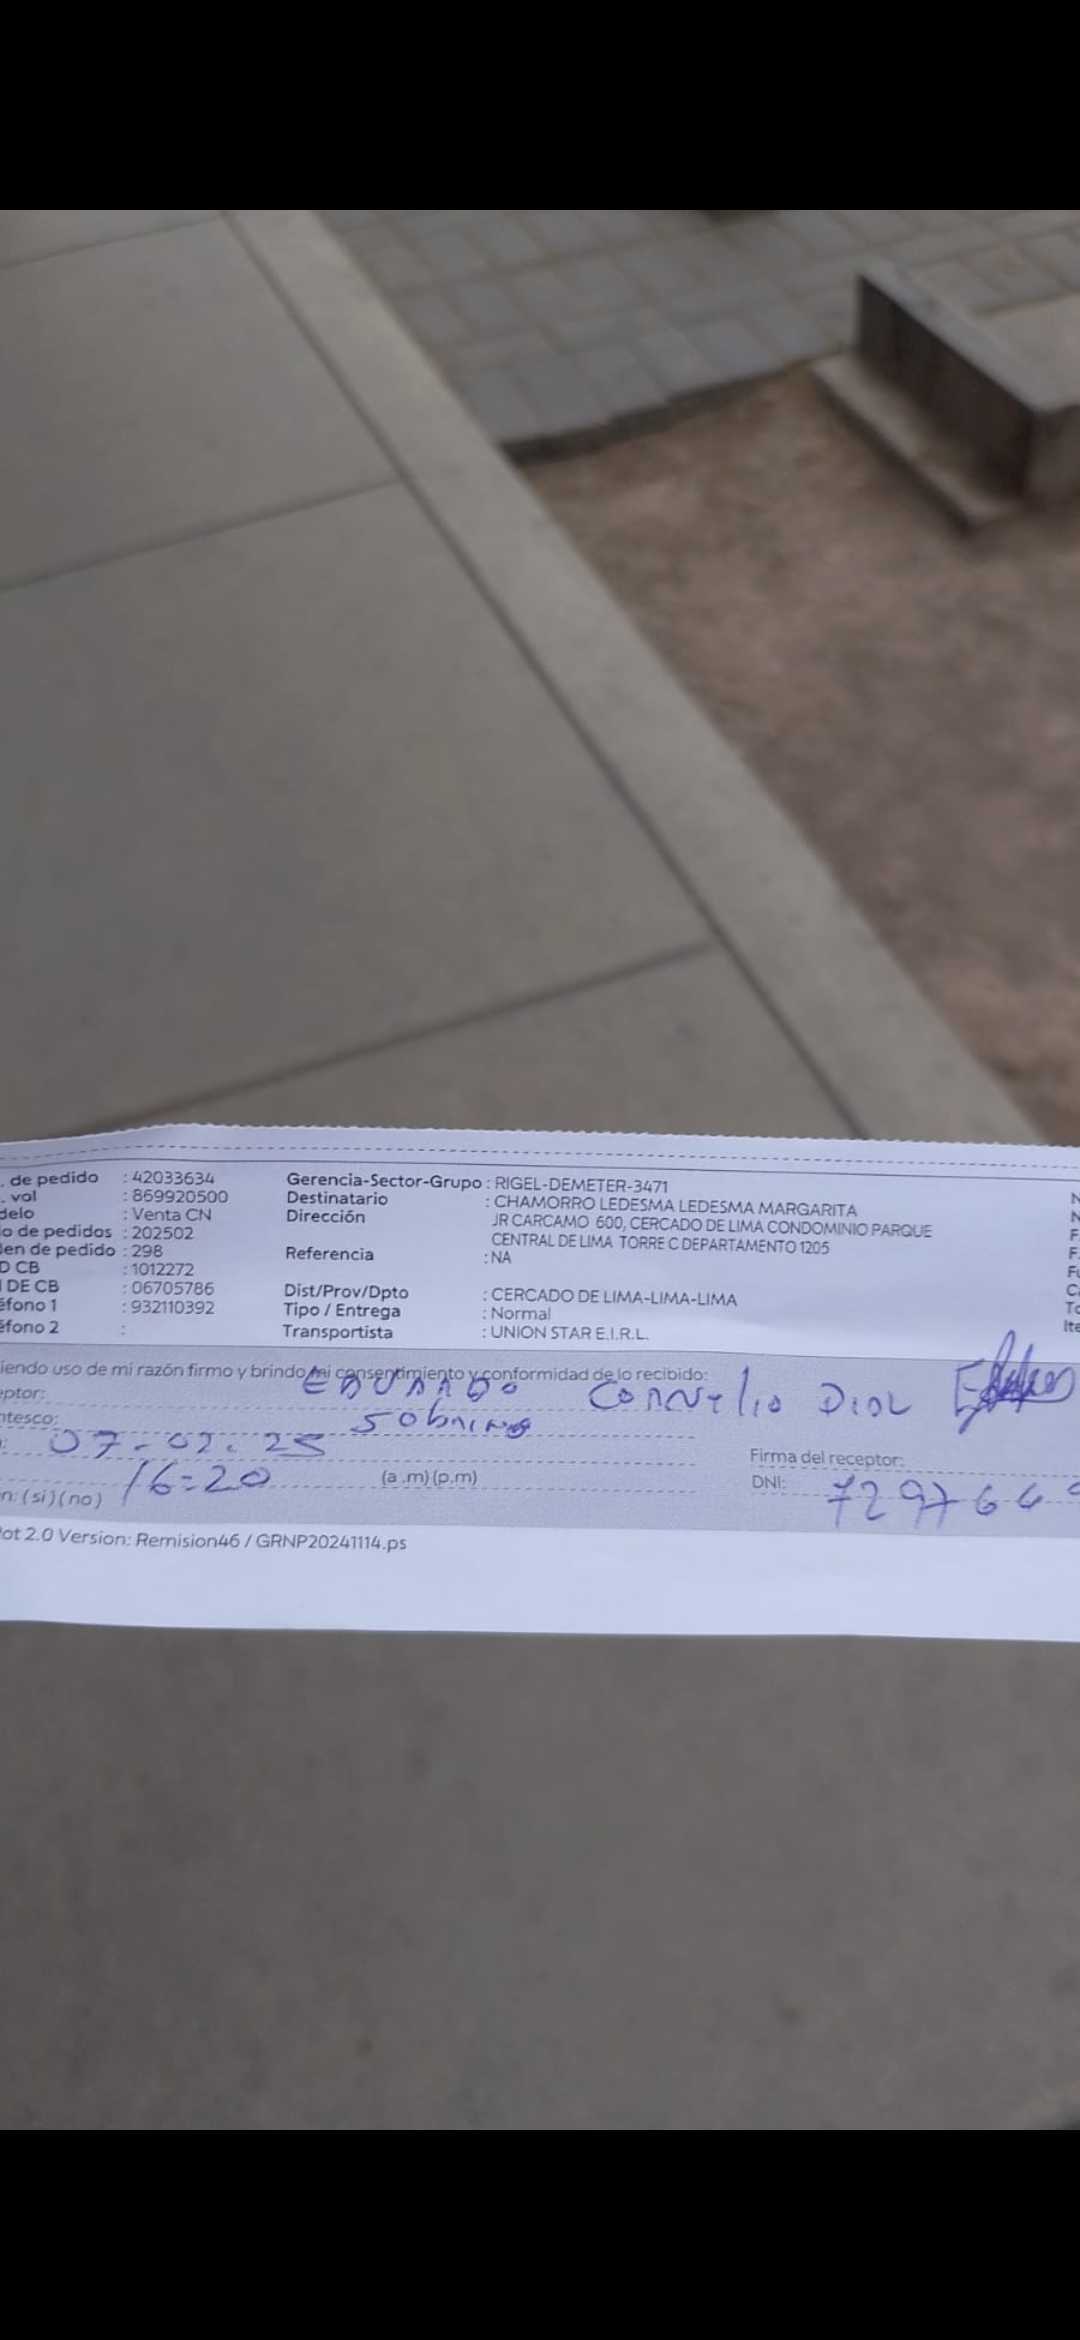 . de pedido : 42033634 Gerencia-Sector-Grupo : RIGEL-DEMETER-3471
. vol : 869920500 Destinatario : CHAMORRO LEDESMA LEDESMA MARGARITA
delo : Venta CN Dirección JR CARCAMO 600, CERCADO DE LIMA CONDOMINIO PARQUE
o de pedidos : 202502 CENTRAL DE LIMA TORRE C DEPARTAMENTO 1205
en de pedido : 298 Referencia : NA
D CB : 1012272
DE CB : 06705786 Dist/Prov/Dpto : CERCADO DE LIMA-LIMA-LIMA
éfono 1 : 932110392 Tipo / Entrega : Normal
éfono 2 : Transportista : UNION STAR E.I.R.L.
iendo uso de mi razón firmo y brindo mi consentimiento y conformidad de lo recibido:
eptor: EDUARDO CORNELIO
ntesco: SOBRINO
07-02-25 Firma del receptor:
16:20 (a.m) (p.m) DNI: 7297664
n: (si) (no)
ot 2.0 Version: Remision46 / GRNP20241114.ps